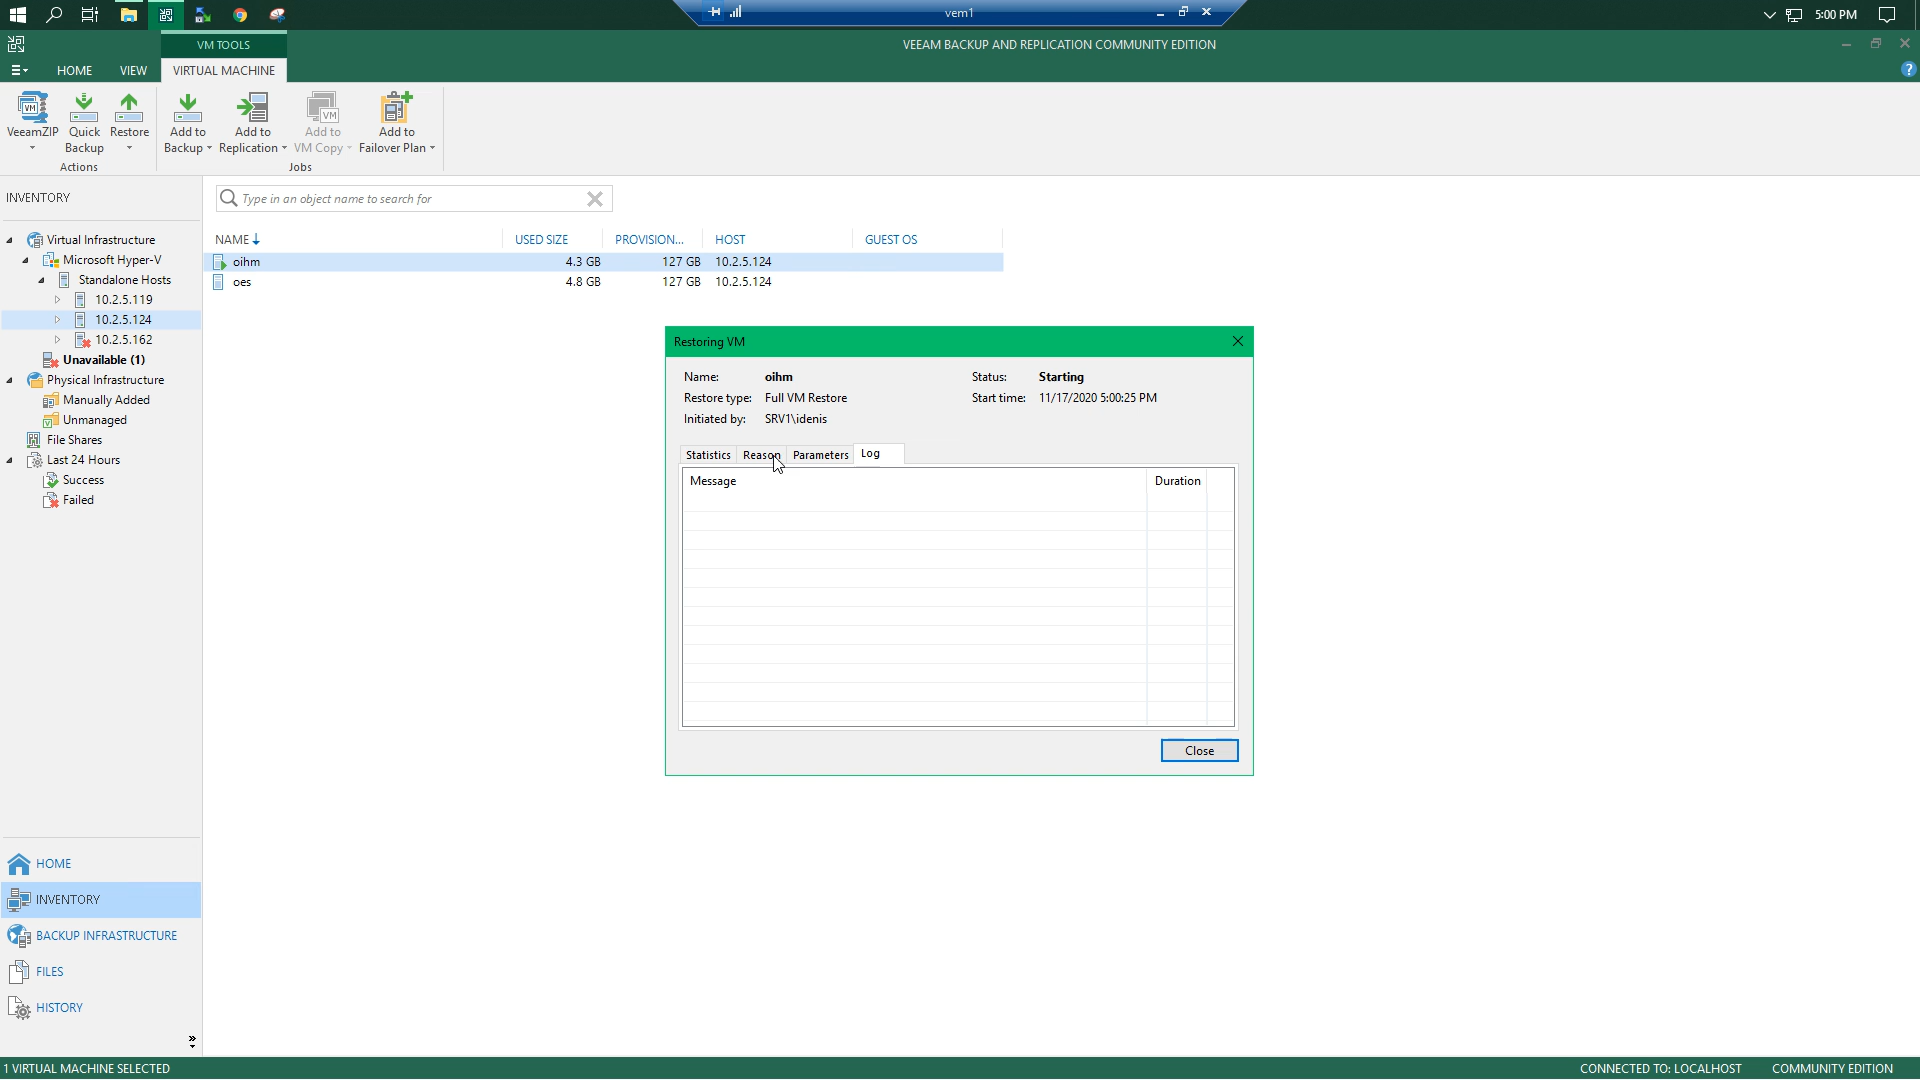 vem1
5:00 PM
VM TOOLS
VEEAM BACKUP AND REPLICATION COMMUNITY EDITION
HOME
VIEW
VIRTUAL MACHINE
VeeamZIP
Quick Backup
Restore
Add to Backup
Add to Replication
Add to VM Copy
Add to Failover Plan
Actions
Jobs
INVENTORY
Type in an object name to search for
NAME
USED SIZE
PROVISION...
HOST
GUEST OS
oihm 4.3 GB 127 GB 10.2.5.124
oes 4.8 GB 127 GB 10.2.5.124
Virtual Infrastructure
Microsoft Hyper-V
Standalone Hosts
10.2.5.119
10.2.5.124
10.2.5.162
Unavailable (1)
Physical Infrastructure
Manually Added
Unmanaged
File Shares
Last 24 Hours
Success
Failed
Restoring VM
Name: oihm Status: Starting
Restore type: Full VM Restore Start time: 11/17/2020 5:00:25 PM
Initiated by: SRV1\idenis
Statistics Reason Parameters Log
Message Duration
Close
HOME
INVENTORY
BACKUP INFRASTRUCTURE
FILES
HISTORY
1 VIRTUAL MACHINE SELECTED
CONNECTED TO: LOCALHOST
COMMUNITY EDITION